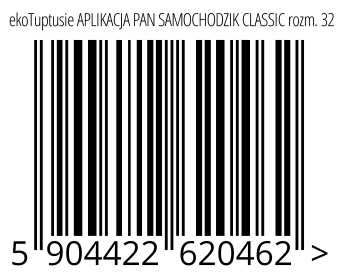 ekoTuptusie APLIKACJA PAN SAMOCHODZIK CLASSIC rozm. 32
5 904422 620462 >